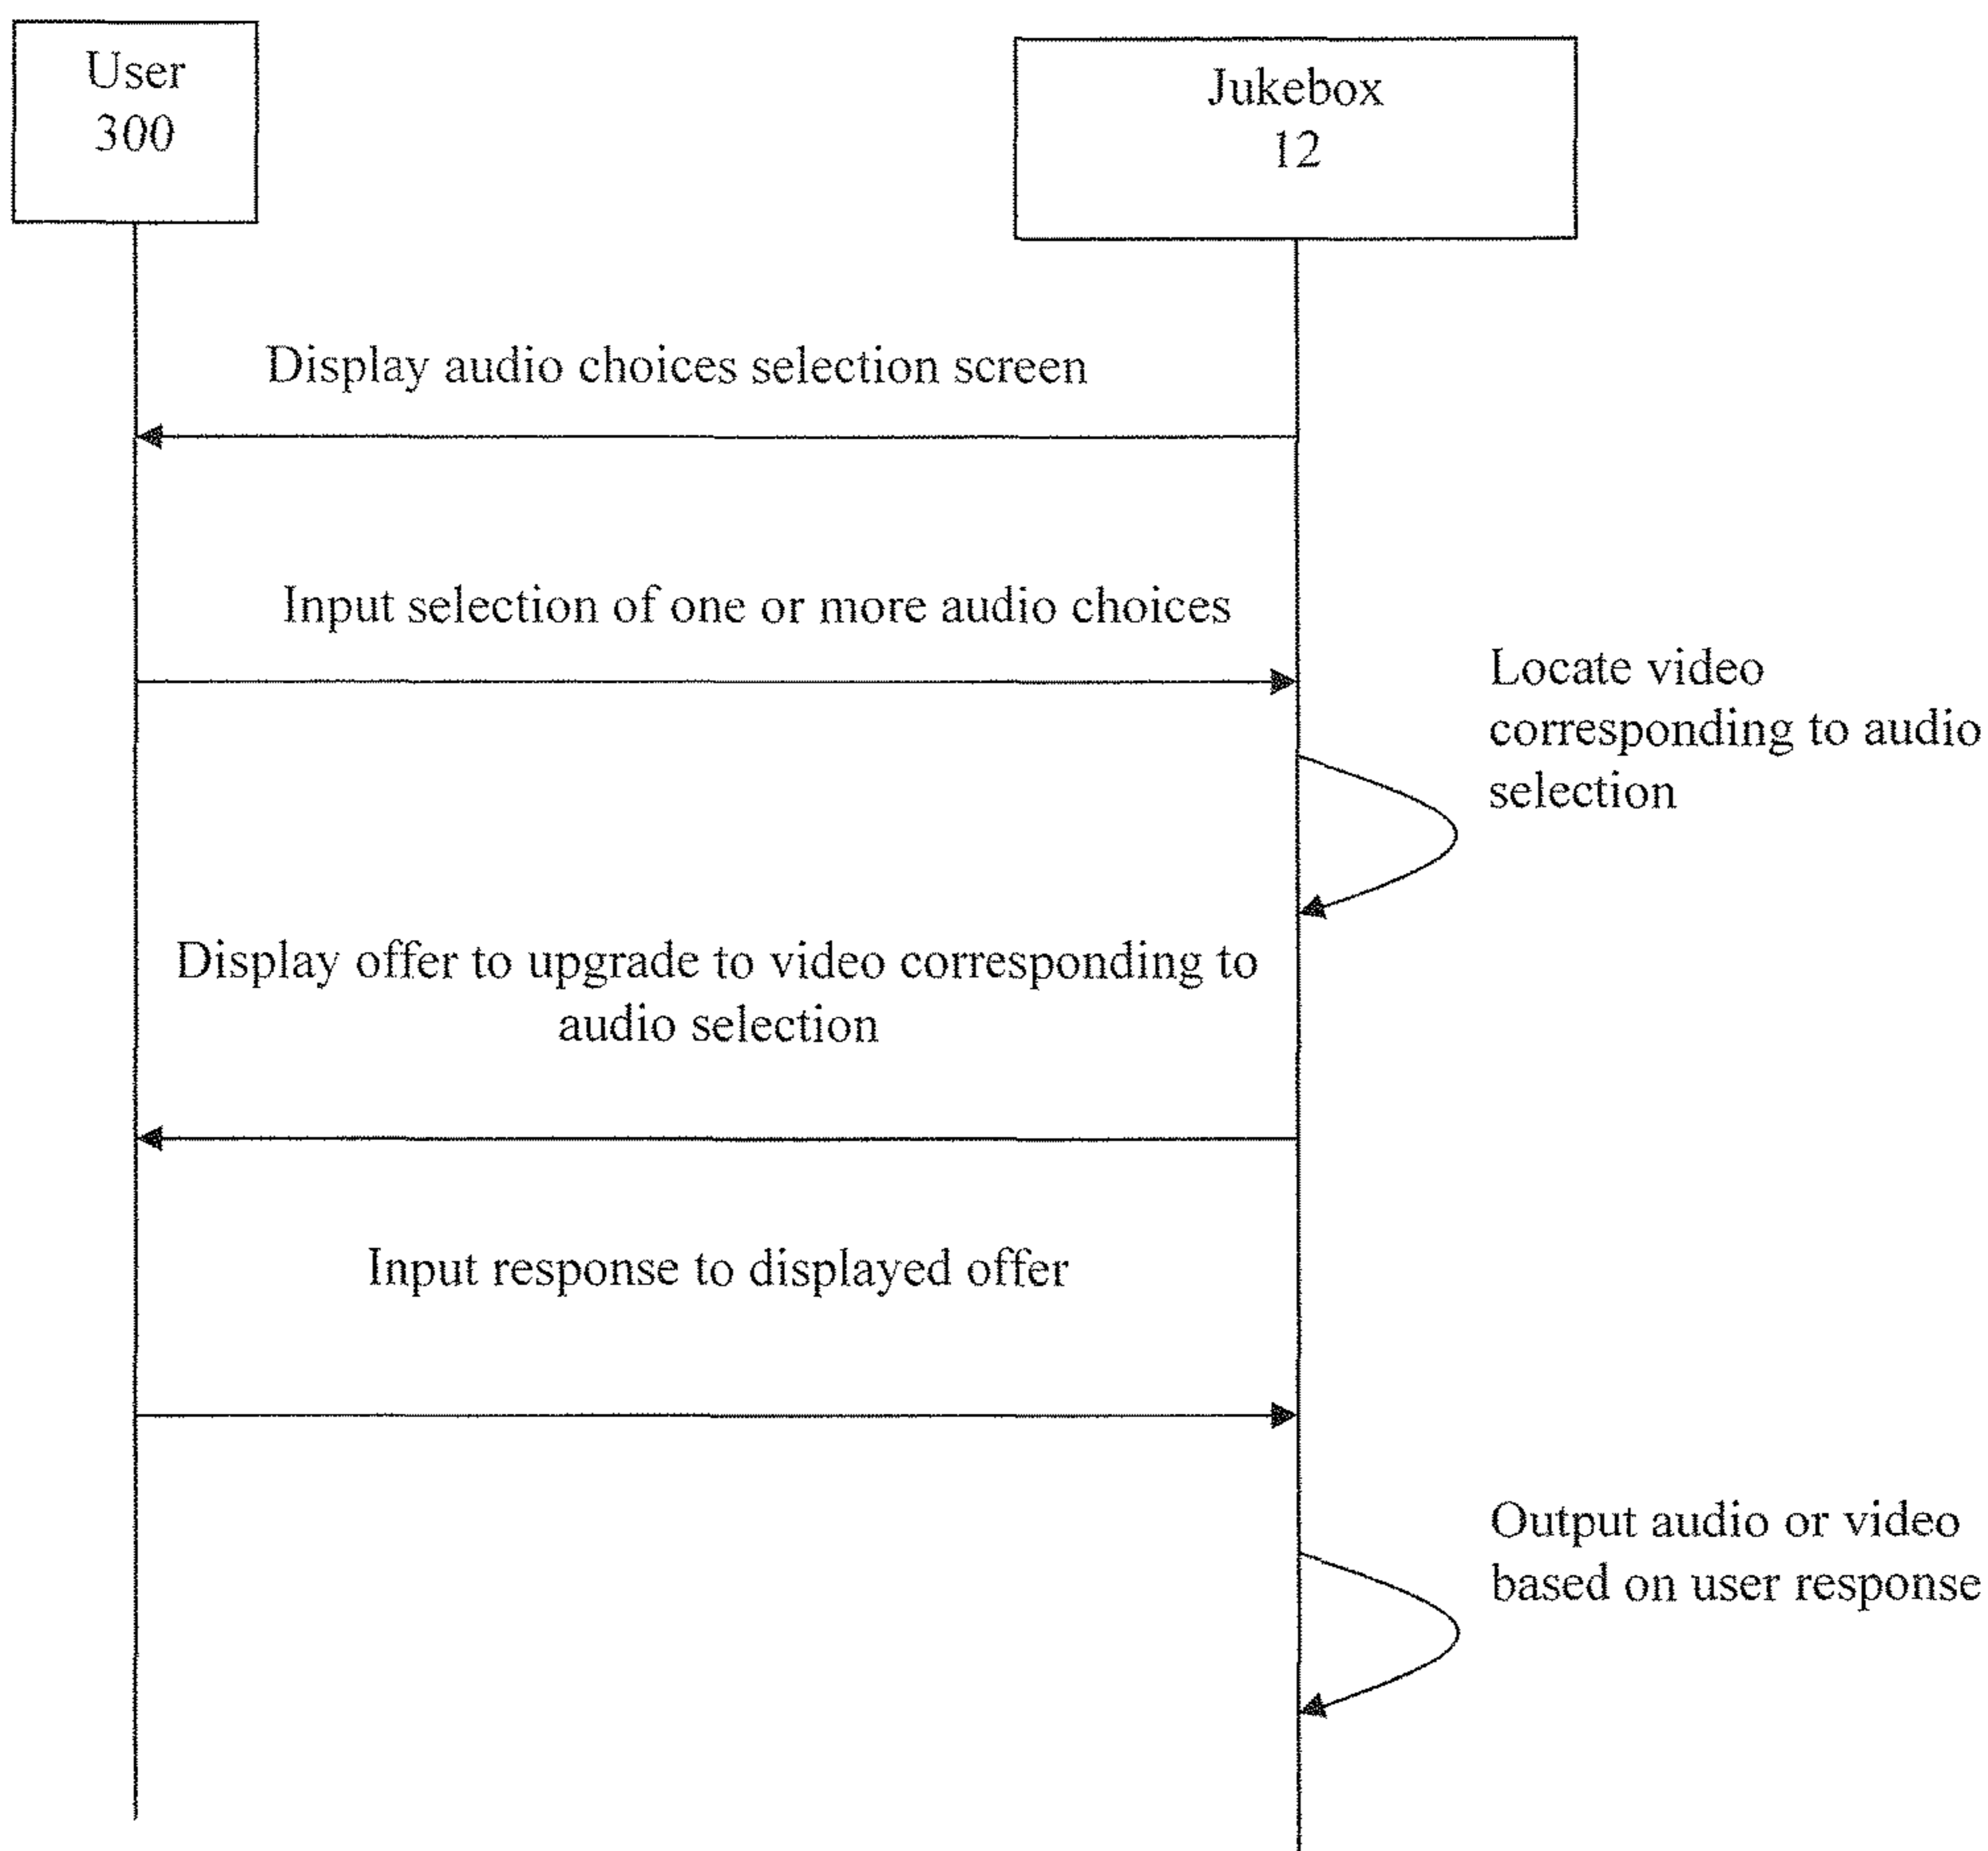 User
300
Jukebox
12
Display audio choices selection screen
Input selection of one or more audio choices
Locate video
corresponding to audio
selection
Display offer to upgrade to video corresponding to
audio selection
Input response to displayed offer
Output audio or video
based on user response